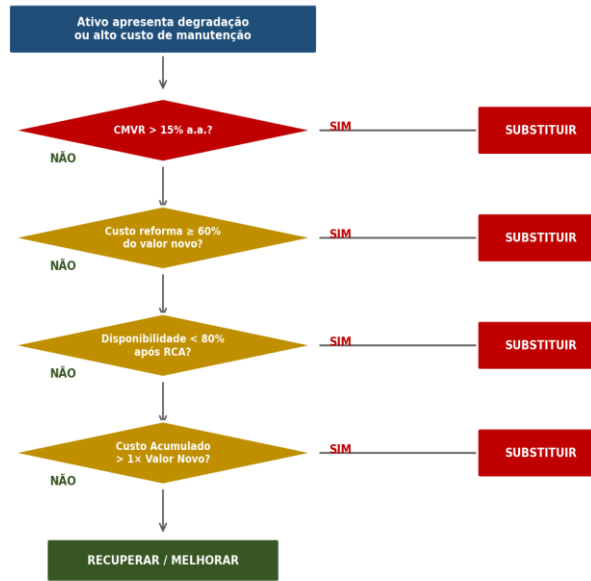 Ativo apresenta degradação
ou alto custo de manutenção
CMVR > 15% a.a.?
SIM
SUBSTITUIR
NÃO
Custo reforma ≥ 60%
do valor novo?
SIM
SUBSTITUIR
NÃO
Disponibilidade < 80%
após RCA?
SIM
SUBSTITUIR
NÃO
Custo Acumulado
> 1× Valor Novo?
SIM
SUBSTITUIR
NÃO
RECUPERAR / MELHORAR